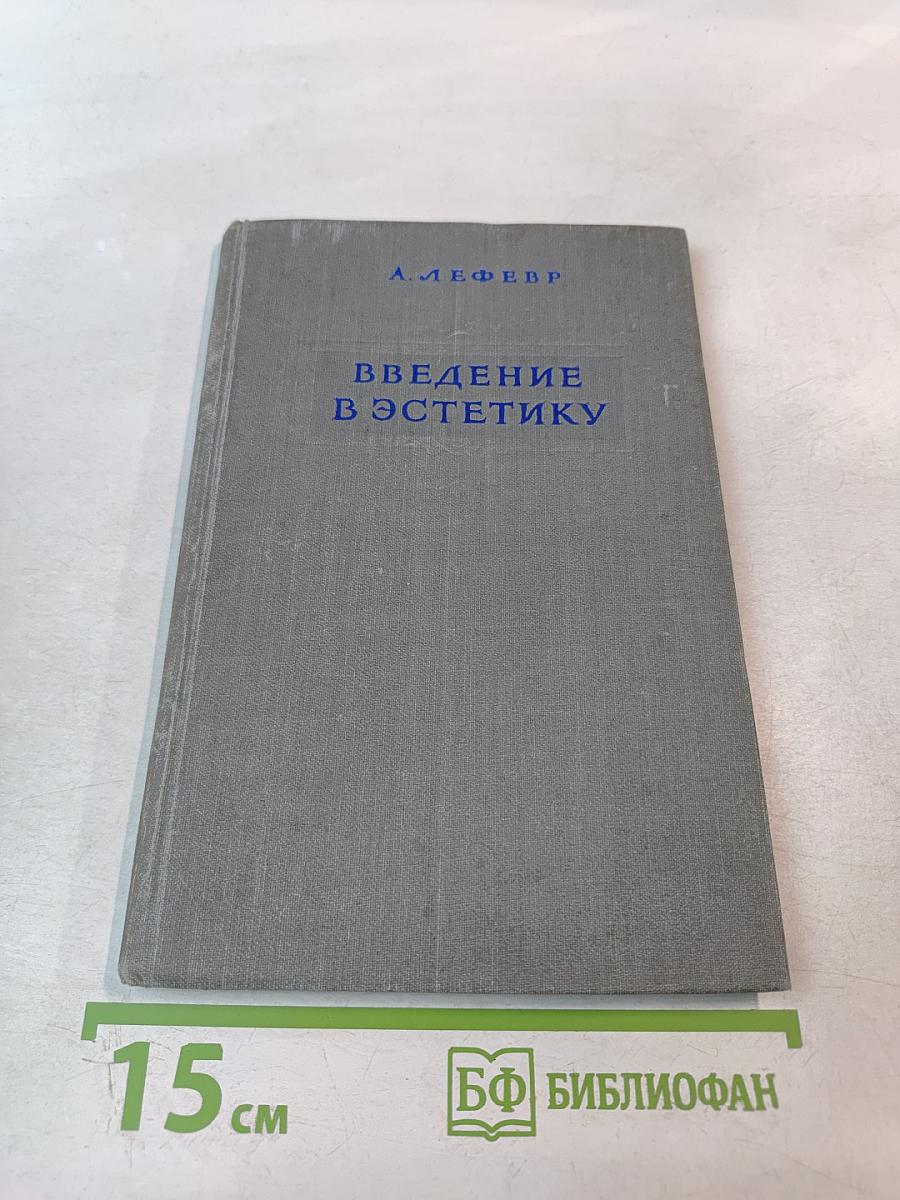 А. ЛЕФЕВР
ВВЕДЕНИЕ
В ЭСТЕТИКУ
15 см
БФ БИБЛИОФАН